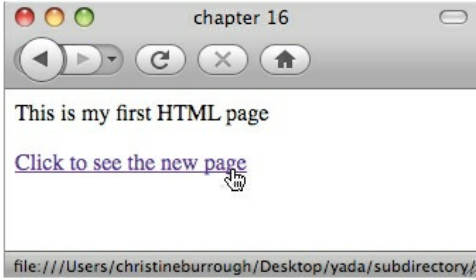 chapter 16
This is my first HTML page
Click to see the new page
file:///Users/christineburrough/Desktop/yada/subdirectory/